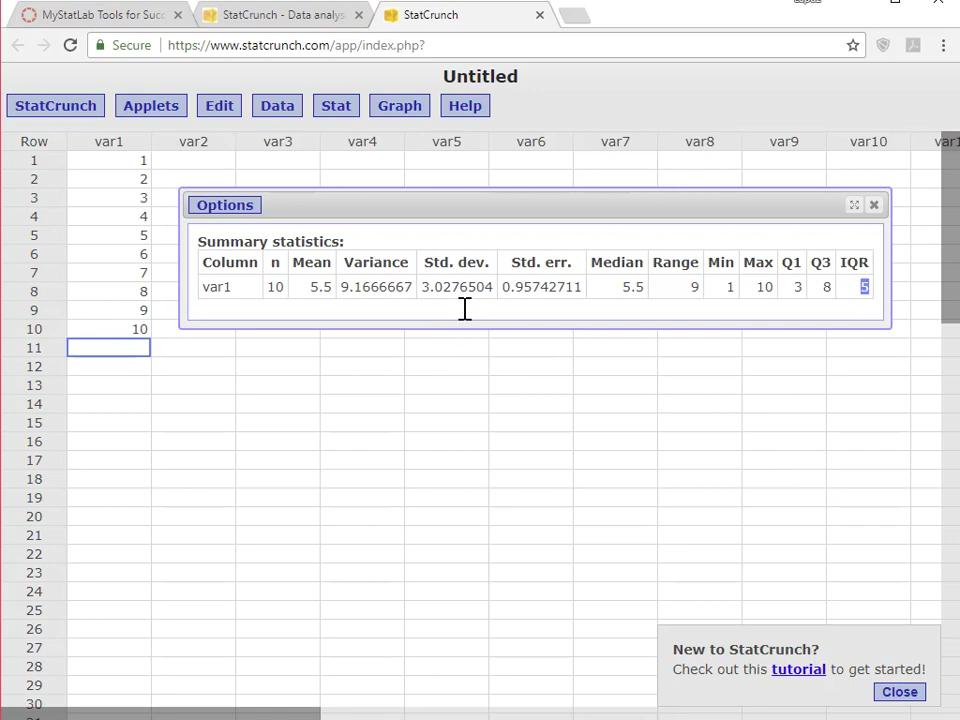 MyStatLab Tools for Succ
StatCrunch - Data analys
StatCrunch
Secure
https://www.statcrunch.com/app/index.php?
Untitled
StatCrunch Applets Edit Data Stat Graph Help
Row var1 var2 var3 var4 var5 var6 var7 var8 var9 var10 var1
1 1
2 2
3 3
4 4
5 5
6 6
7 7
8 8
9 9
10 10
11
12
13
14
15
16
17
18
19
20
21
22
23
24
25
26
27
28
29
30
Options
Summary statistics:
Column n Mean Variance Std. dev. Std. err. Median Range Min Max Q1 Q3 IQR
var1 10 5.5 9.1666667 3.0276504 0.95742711 5.5 9 1 10 3 8 5
New to StatCrunch?
Check out this tutorial to get started!
Close